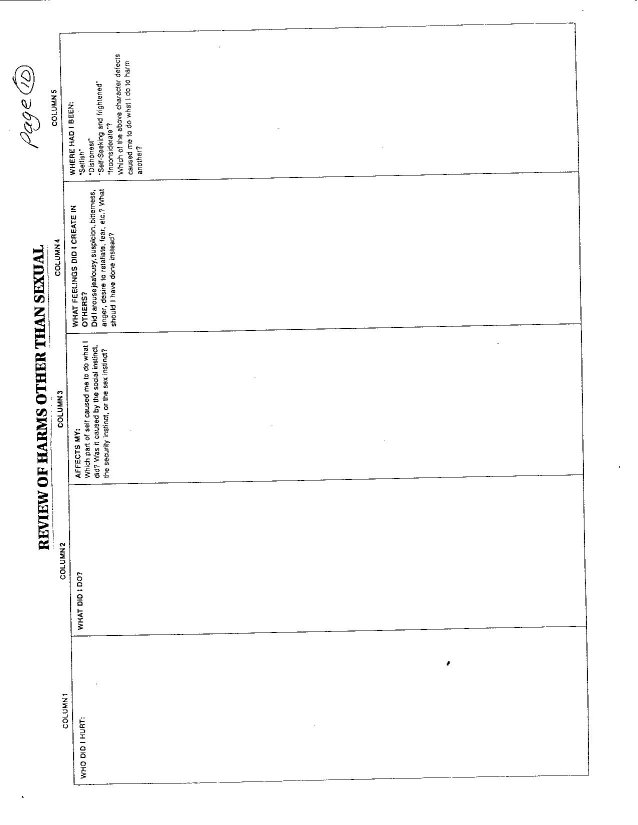 Page 10
REVIEW OF HARMS OTHER THAN SEXUAL
COLUMN 1
COLUMN 2
COLUMN 3
COLUMN 4
COLUMN 5
WHO DID I HURT:
WHAT DID I DO?
AFFECTS MY:
Which part of self caused me to do what I
did? Was it caused by the social instinct,
the security instinct, or the sex instinct?
WHAT FEELINGS DID I CREATE IN
OTHERS?
Did I arouse jealousy, suspicion, bitterness,
anger, desire to retaliate, fear, etc.? What
should I have done instead?
WHERE HAD I BEEN:
"Selfish"
"Dishonest"
"Self-Seeking and frightened"
"Inconsiderate"?
Which of the above character defects
caused me to do what I do to harm
another?